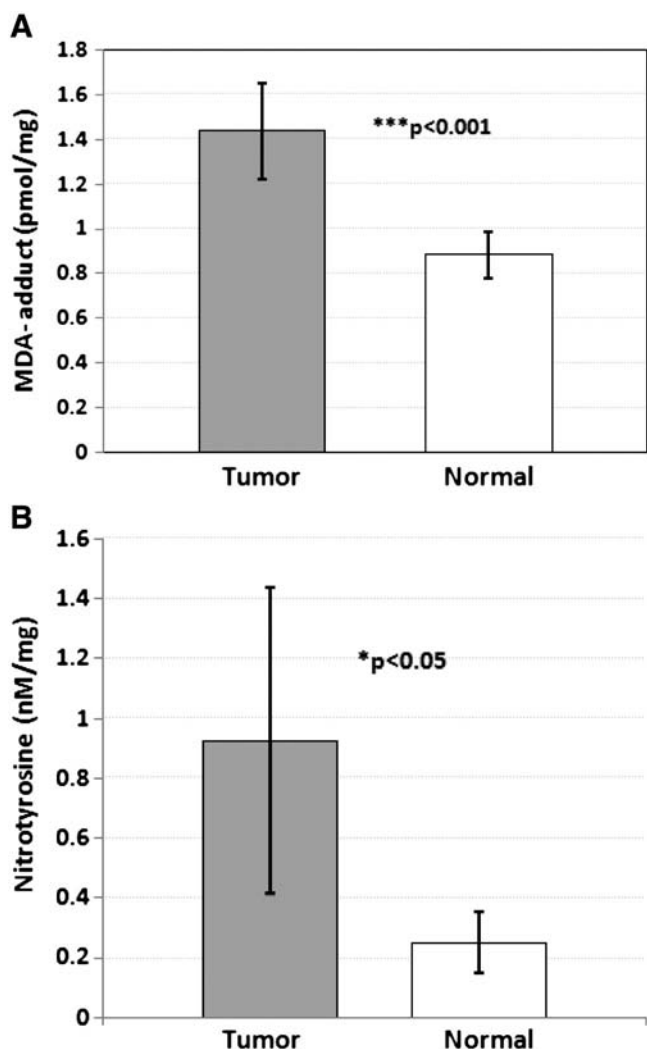 A
MDA-adduct (pmol/mg)
1.8
1.6
1.4
1.2
1
0.8
0.6
0.4
0.2
0
***p<0.001
Tumor Normal
B
Nitrotyrosine (nM/mg)
1.6
1.4
1.2
1
0.8
0.6
0.4
0.2
0
*p<0.05
Tumor Normal